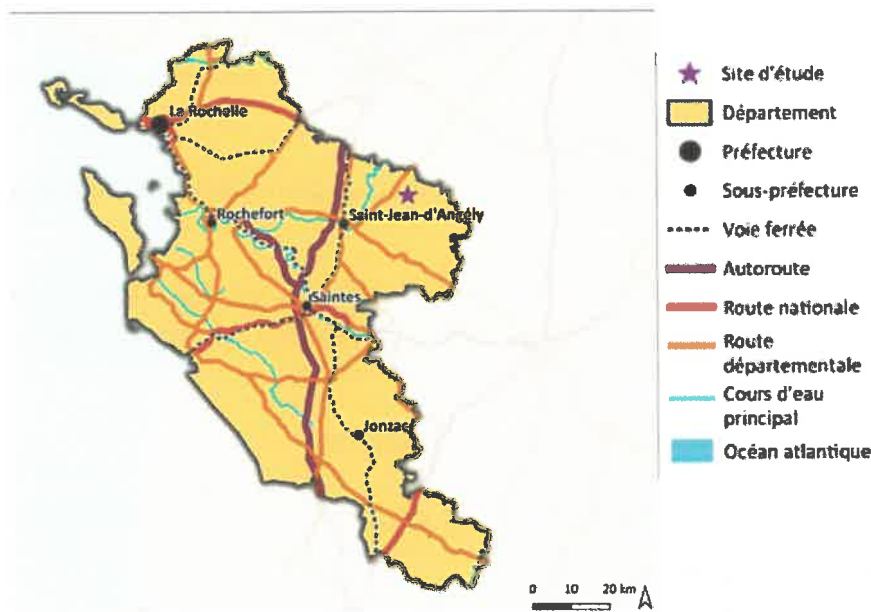 La Rochelle
Rochefort
Saint-Jean-d'Angély
Saintes
Jonzac
Site d'étude
Département
Préfecture
Sous-préfecture
Voie ferrée
Autoroute
Route nationale
Route
départementale
Cours d'eau
principal
Océan atlantique
0 10 20 km